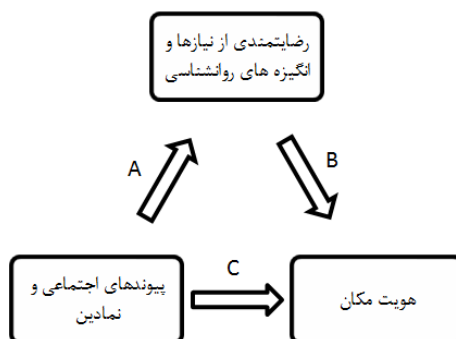 رضایتمندی از نیازها و
انگیزه های روانشناسی
A
B
C
پیوندهای اجتماعی و
نمادین
هویت مکان